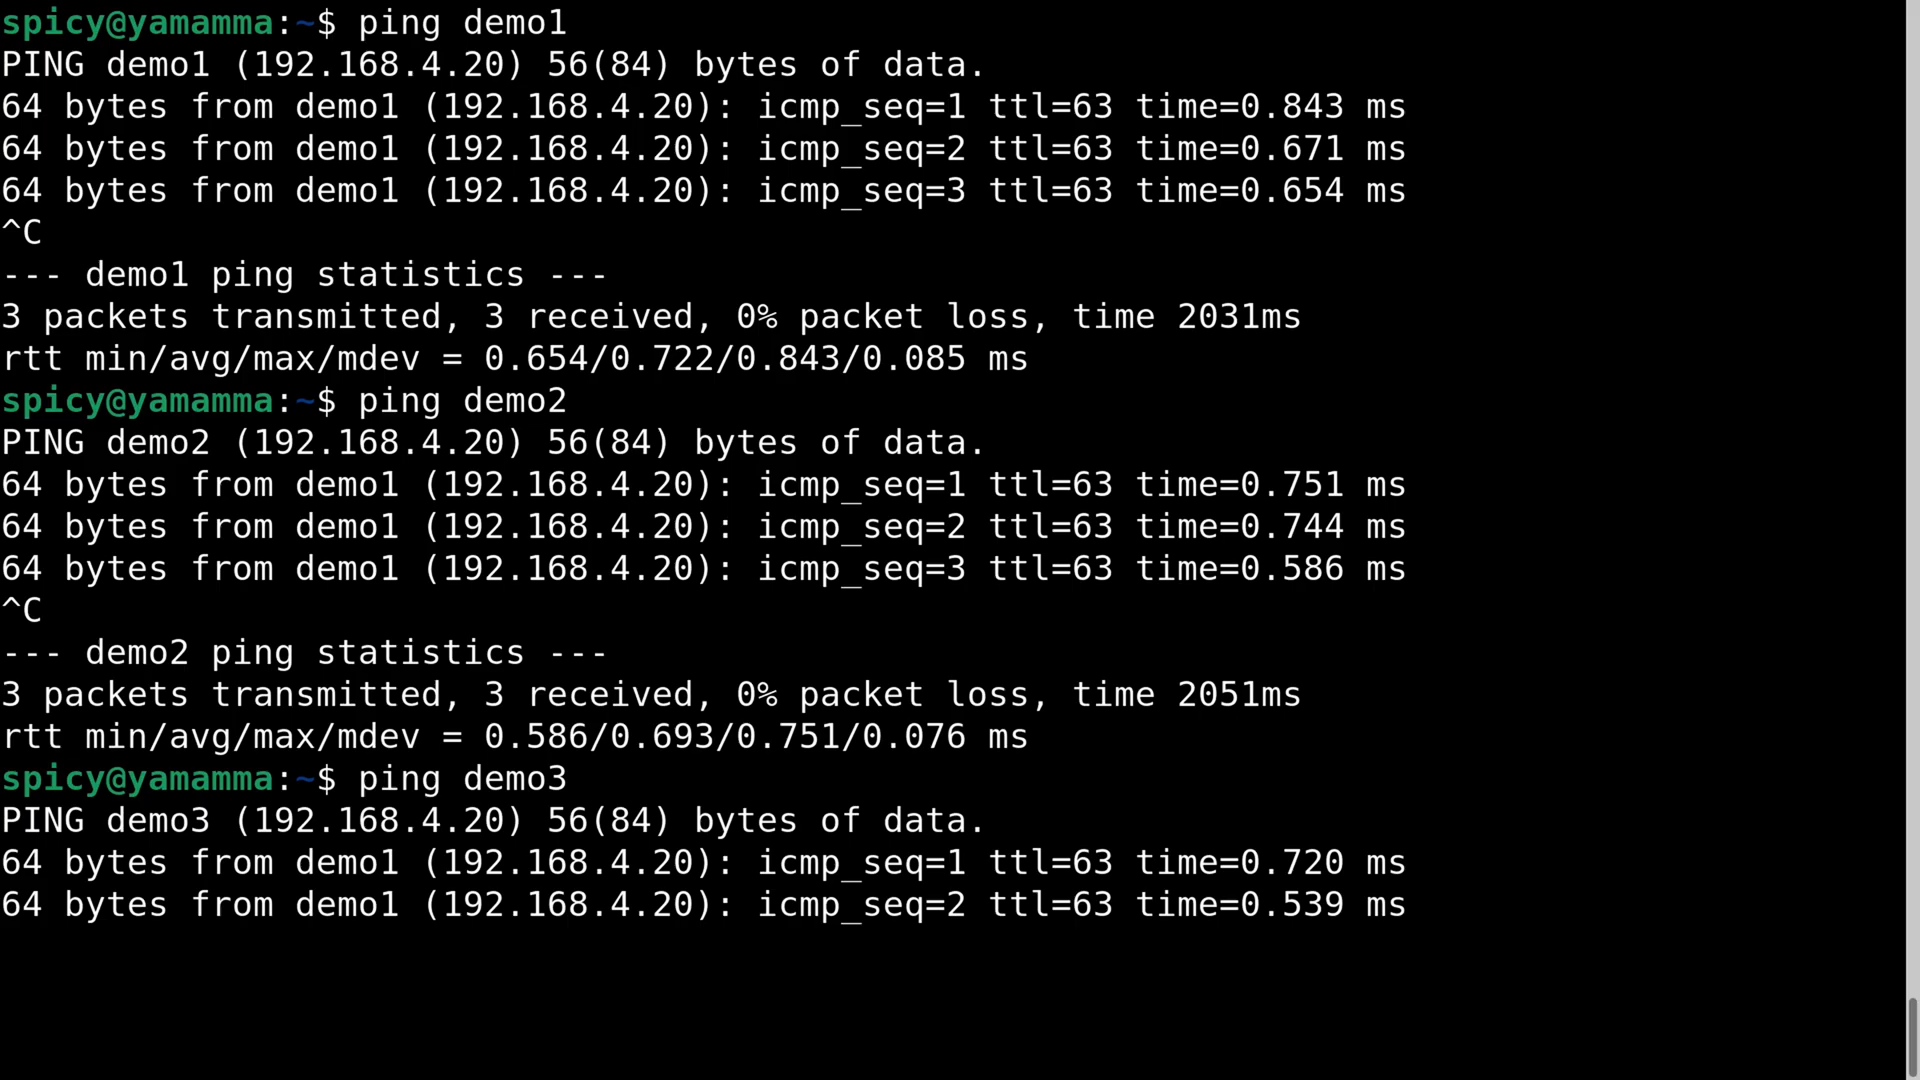 spicy@yamamma:~$ ping demo1
PING demo1 (192.168.4.20) 56(84) bytes of data.
64 bytes from demo1 (192.168.4.20): icmp_seq=1 ttl=63 time=0.843 ms
64 bytes from demo1 (192.168.4.20): icmp_seq=2 ttl=63 time=0.671 ms
64 bytes from demo1 (192.168.4.20): icmp_seq=3 ttl=63 time=0.654 ms
^C
--- demo1 ping statistics ---
3 packets transmitted, 3 received, 0% packet loss, time 2031ms
rtt min/avg/max/mdev = 0.654/0.722/0.843/0.085 ms
spicy@yamamma:~$ ping demo2
PING demo2 (192.168.4.20) 56(84) bytes of data.
64 bytes from demo1 (192.168.4.20): icmp_seq=1 ttl=63 time=0.751 ms
64 bytes from demo1 (192.168.4.20): icmp_seq=2 ttl=63 time=0.744 ms
64 bytes from demo1 (192.168.4.20): icmp_seq=3 ttl=63 time=0.586 ms
^C
--- demo2 ping statistics ---
3 packets transmitted, 3 received, 0% packet loss, time 2051ms
rtt min/avg/max/mdev = 0.586/0.693/0.751/0.076 ms
spicy@yamamma:~$ ping demo3
PING demo3 (192.168.4.20) 56(84) bytes of data.
64 bytes from demo1 (192.168.4.20): icmp_seq=1 ttl=63 time=0.720 ms
64 bytes from demo1 (192.168.4.20): icmp_seq=2 ttl=63 time=0.539 ms